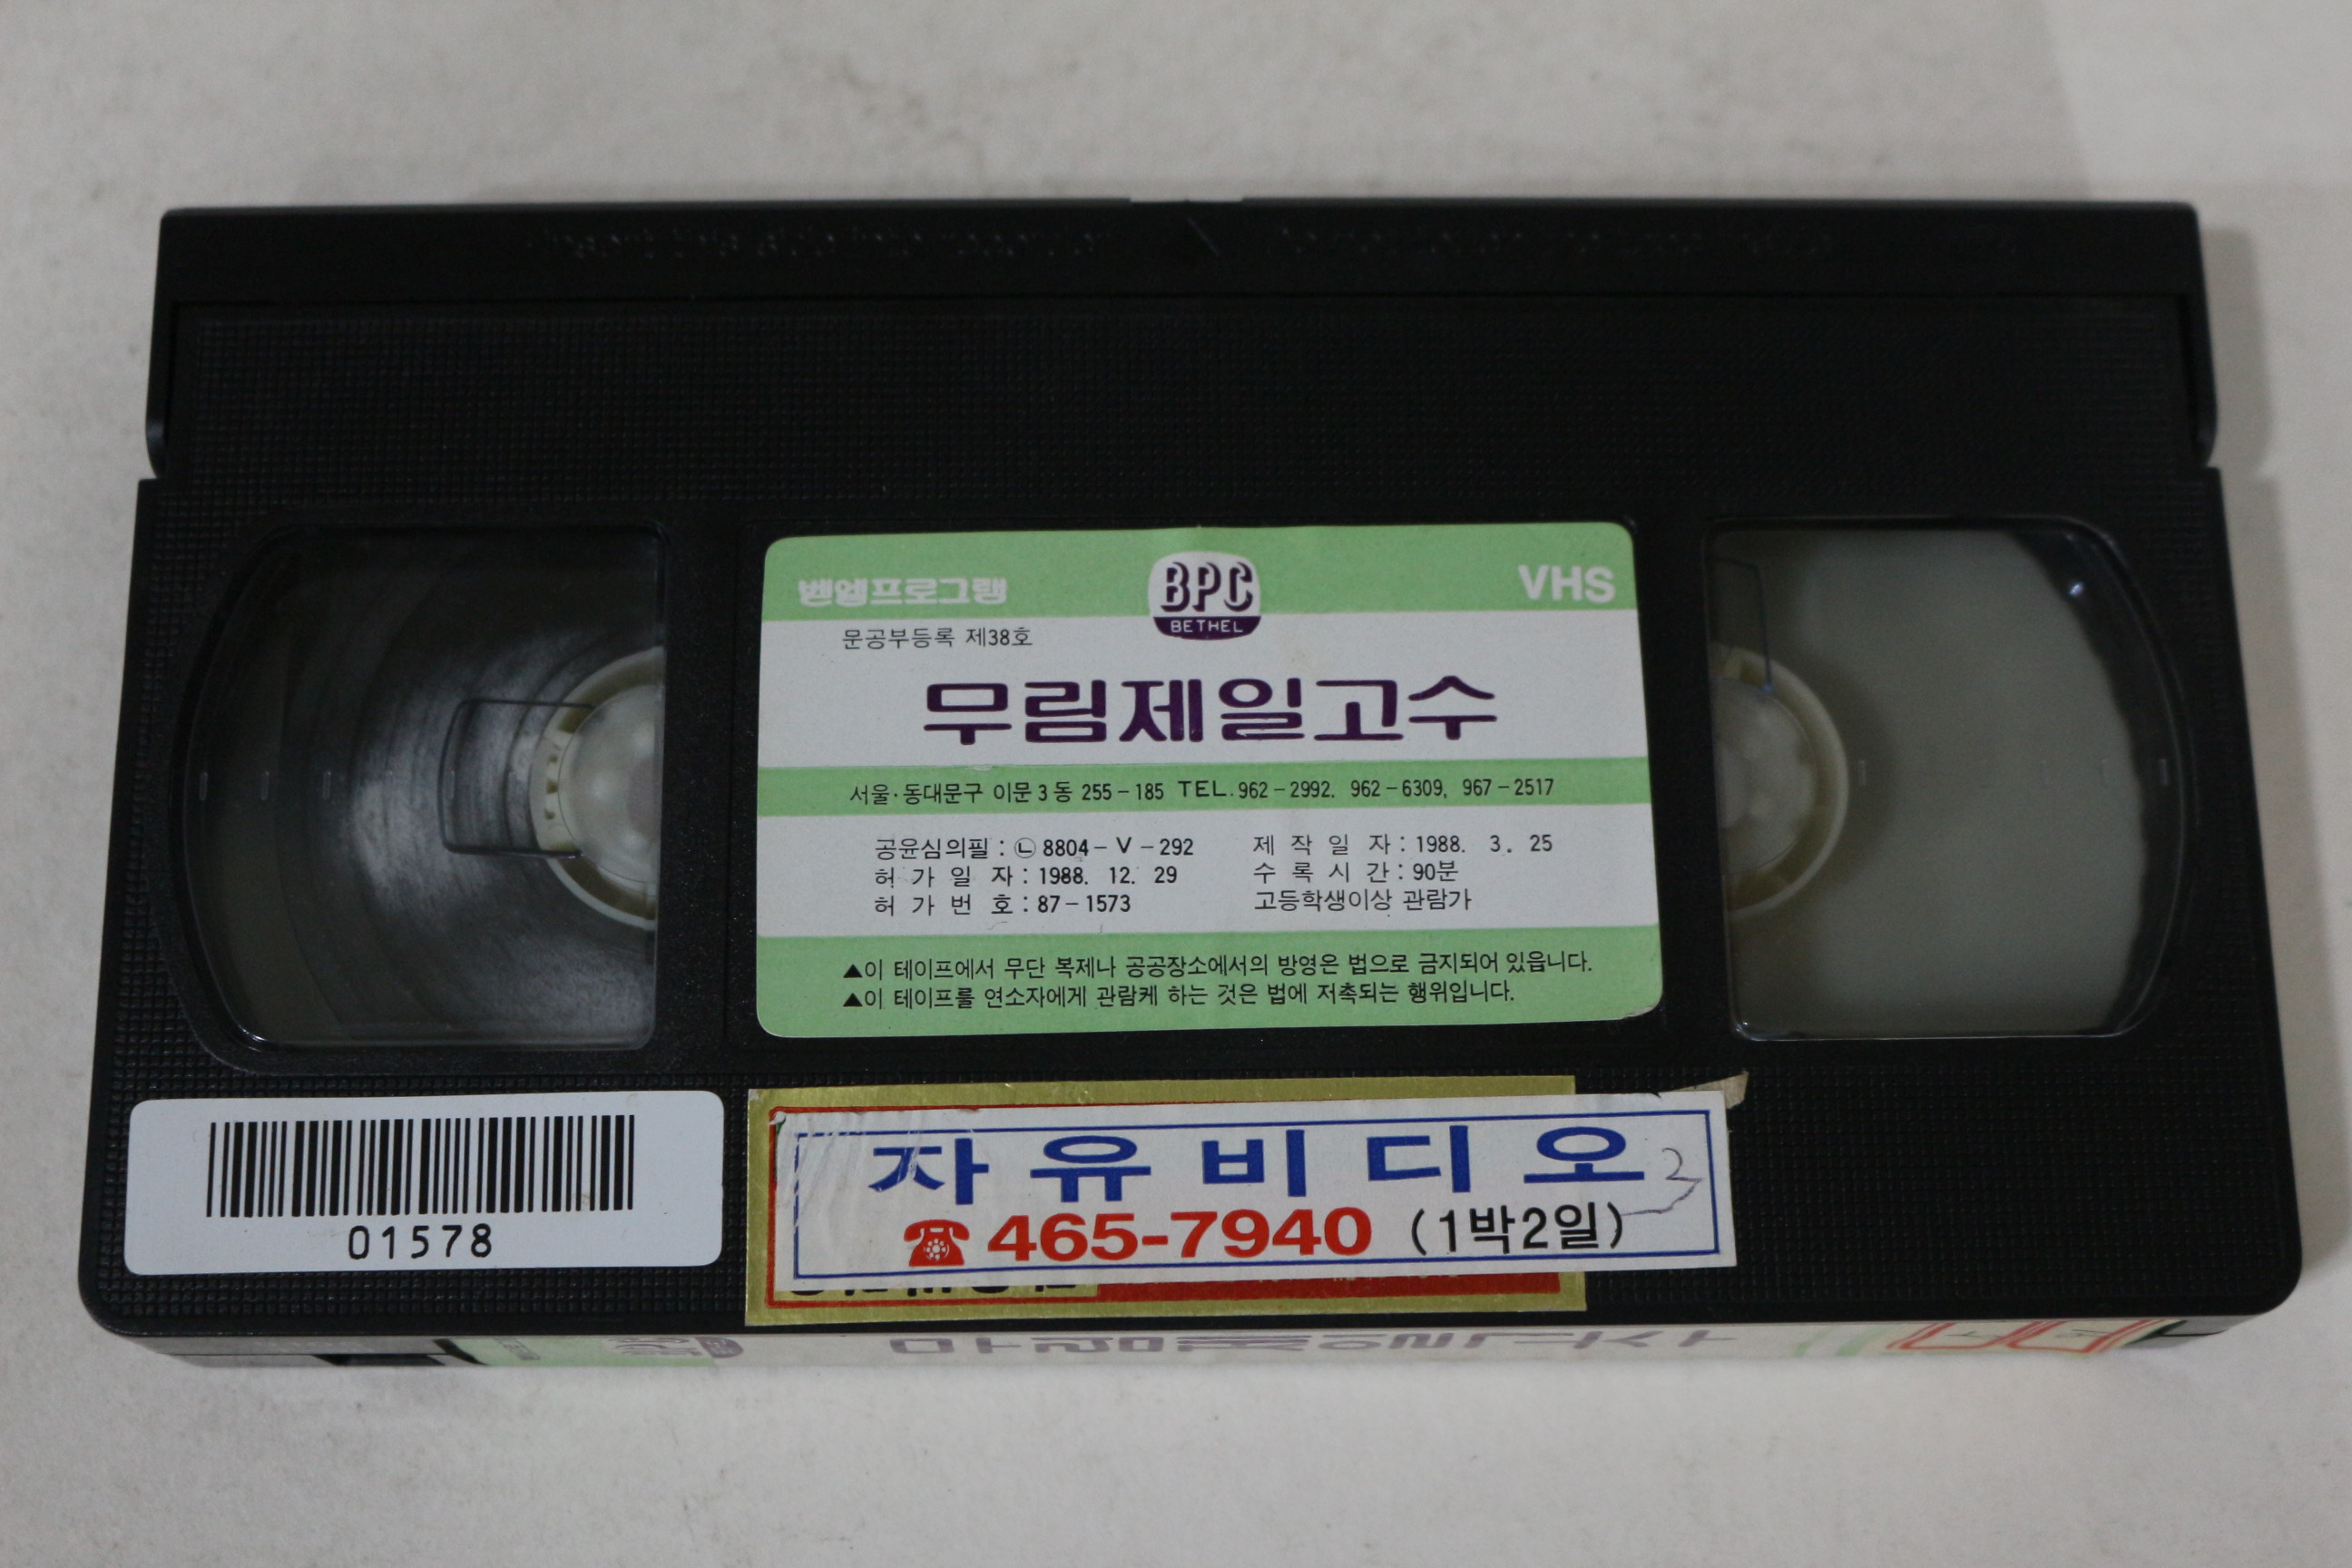 벧엘프로그램
BPC
BETHEL
VHS
문공부등록 제38호
무림제일고수
서울·동대문구 이문3동 255-185 TEL. 962-2992. 962-6309, 967-2517
공윤심의필 : ㉡ 8804-V-292
제작일자 : 1988. 3. 25
허가일자 : 1988. 12. 29
수록시간 : 90분
허가번호 : 87-1573
고등학생이상 관람가
▲이 테이프에서 무단 복제나 공공장소에서의 방영은 법으로 금지되어 있읍니다.
▲이 테이프를 연소자에게 관람케 하는 것은 법에 저촉되는 행위입니다.
01578
자유비디오
2
☎465-7940 (1박2일)
무림제일고수